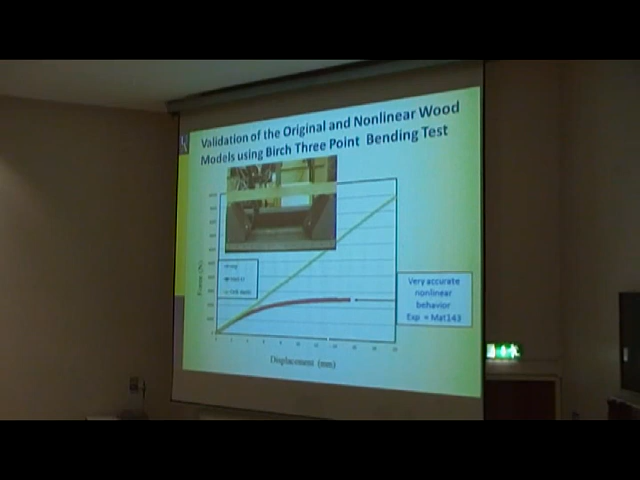 Validation of the Original and Nonlinear Wood
Models using Birch Three Point Bending Test
Very accurate
nonlinear
behavior
Exp = Mat143
Displacement (mm)